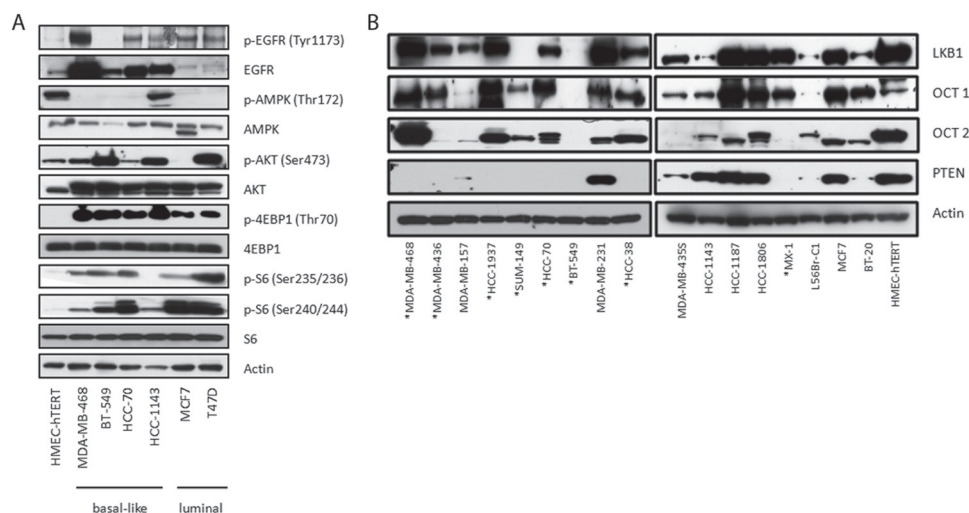 A
p-EGFR (Tyr1173)
EGFR
p-AMPK (Thr172)
AMPK
p-AKT (Ser473)
AKT
p-4EBP1 (Thr70)
4EBP1
p-S6 (Ser235/236)
p-S6 (Ser240/244)
S6
Actin
HMEC-hTERT
MDA-MB-468
BT-549
HCC-70
HCC-1143
MCF7
T47D
basal-like
luminal
B
LKB1
OCT 1
OCT 2
PTEN
Actin
*MDA-MB-468
*MDA-MB-436
MDA-MB-157
*HCC-1937
*SUM-149
*HCC-70
*BT-549
MDA-MB-231
*HCC-38
MDA-MB-435S
HCC-1143
HCC-1187
HCC-1806
*MX-1
L56Br-C1
MCF7
BT-20
HMEC-hTERT